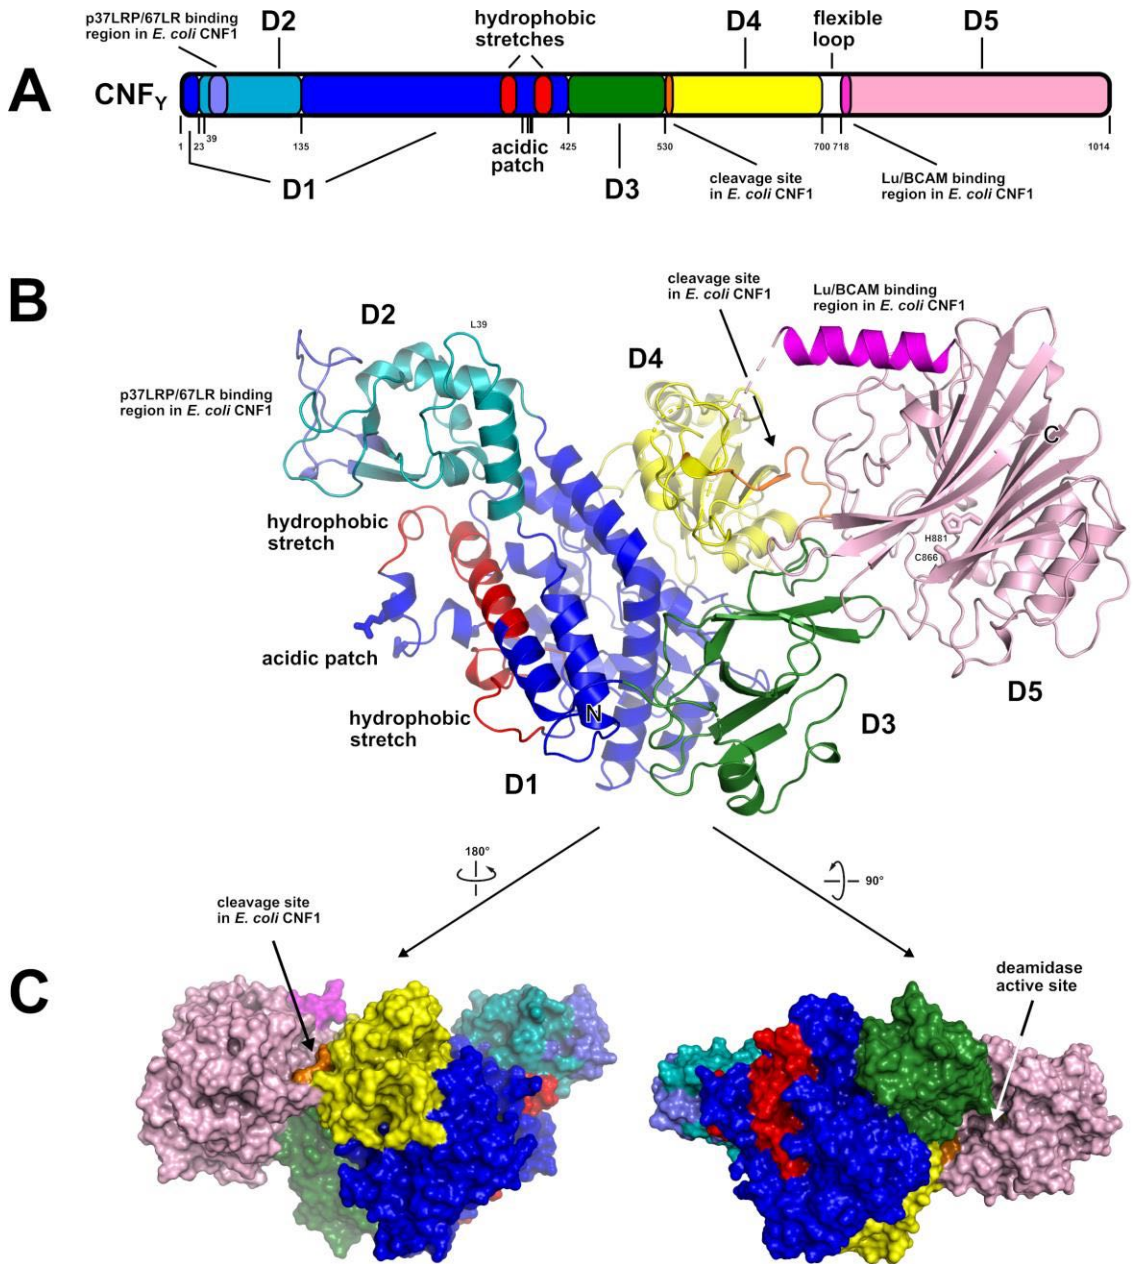 A
p37LRP/67LR binding
region in E. coli CNF1
D2
hydrophobic
stretches
D4
flexible
loop
D5
CNFY
1
23
39
135
acidic
patch
425
530
700
718
1014
D1
D3
cleavage site
in E. coli CNF1
Lu/BCAM binding
region in E. coli CNF1
B
cleavage site
in E. coli CNF1
Lu/BCAM binding
region in E. coli CNF1
D2
L39
D4
p37LRP/67LR binding
region in E. coli CNF1
C
hydrophobic
stretch
H881
C866
acidic patch
hydrophobic
stretch
N
D5
D3
D1
180°
90°
cleavage site
in E. coli CNF1
C
deamidase
active site